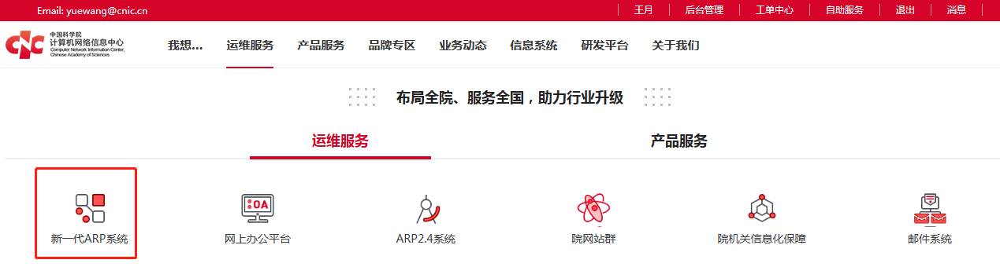 Email: yuewang@cnic.cn 王月 后台管理 工单中心 自助服务 退出 消息
CNC 中国科学院
计算机网络信息中心
Computer Network Information Center,
Chinese Academy of Sciences
我想... 运维服务 产品服务 品牌专区 业务动态 信息系统 研发平台 关于我们
布局全院、服务全国，助力行业升级
运维服务 产品服务
OA
新一代ARP系统 网上办公平台 ARP2.4系统 院网站群 院机关信息化保障 邮件系统